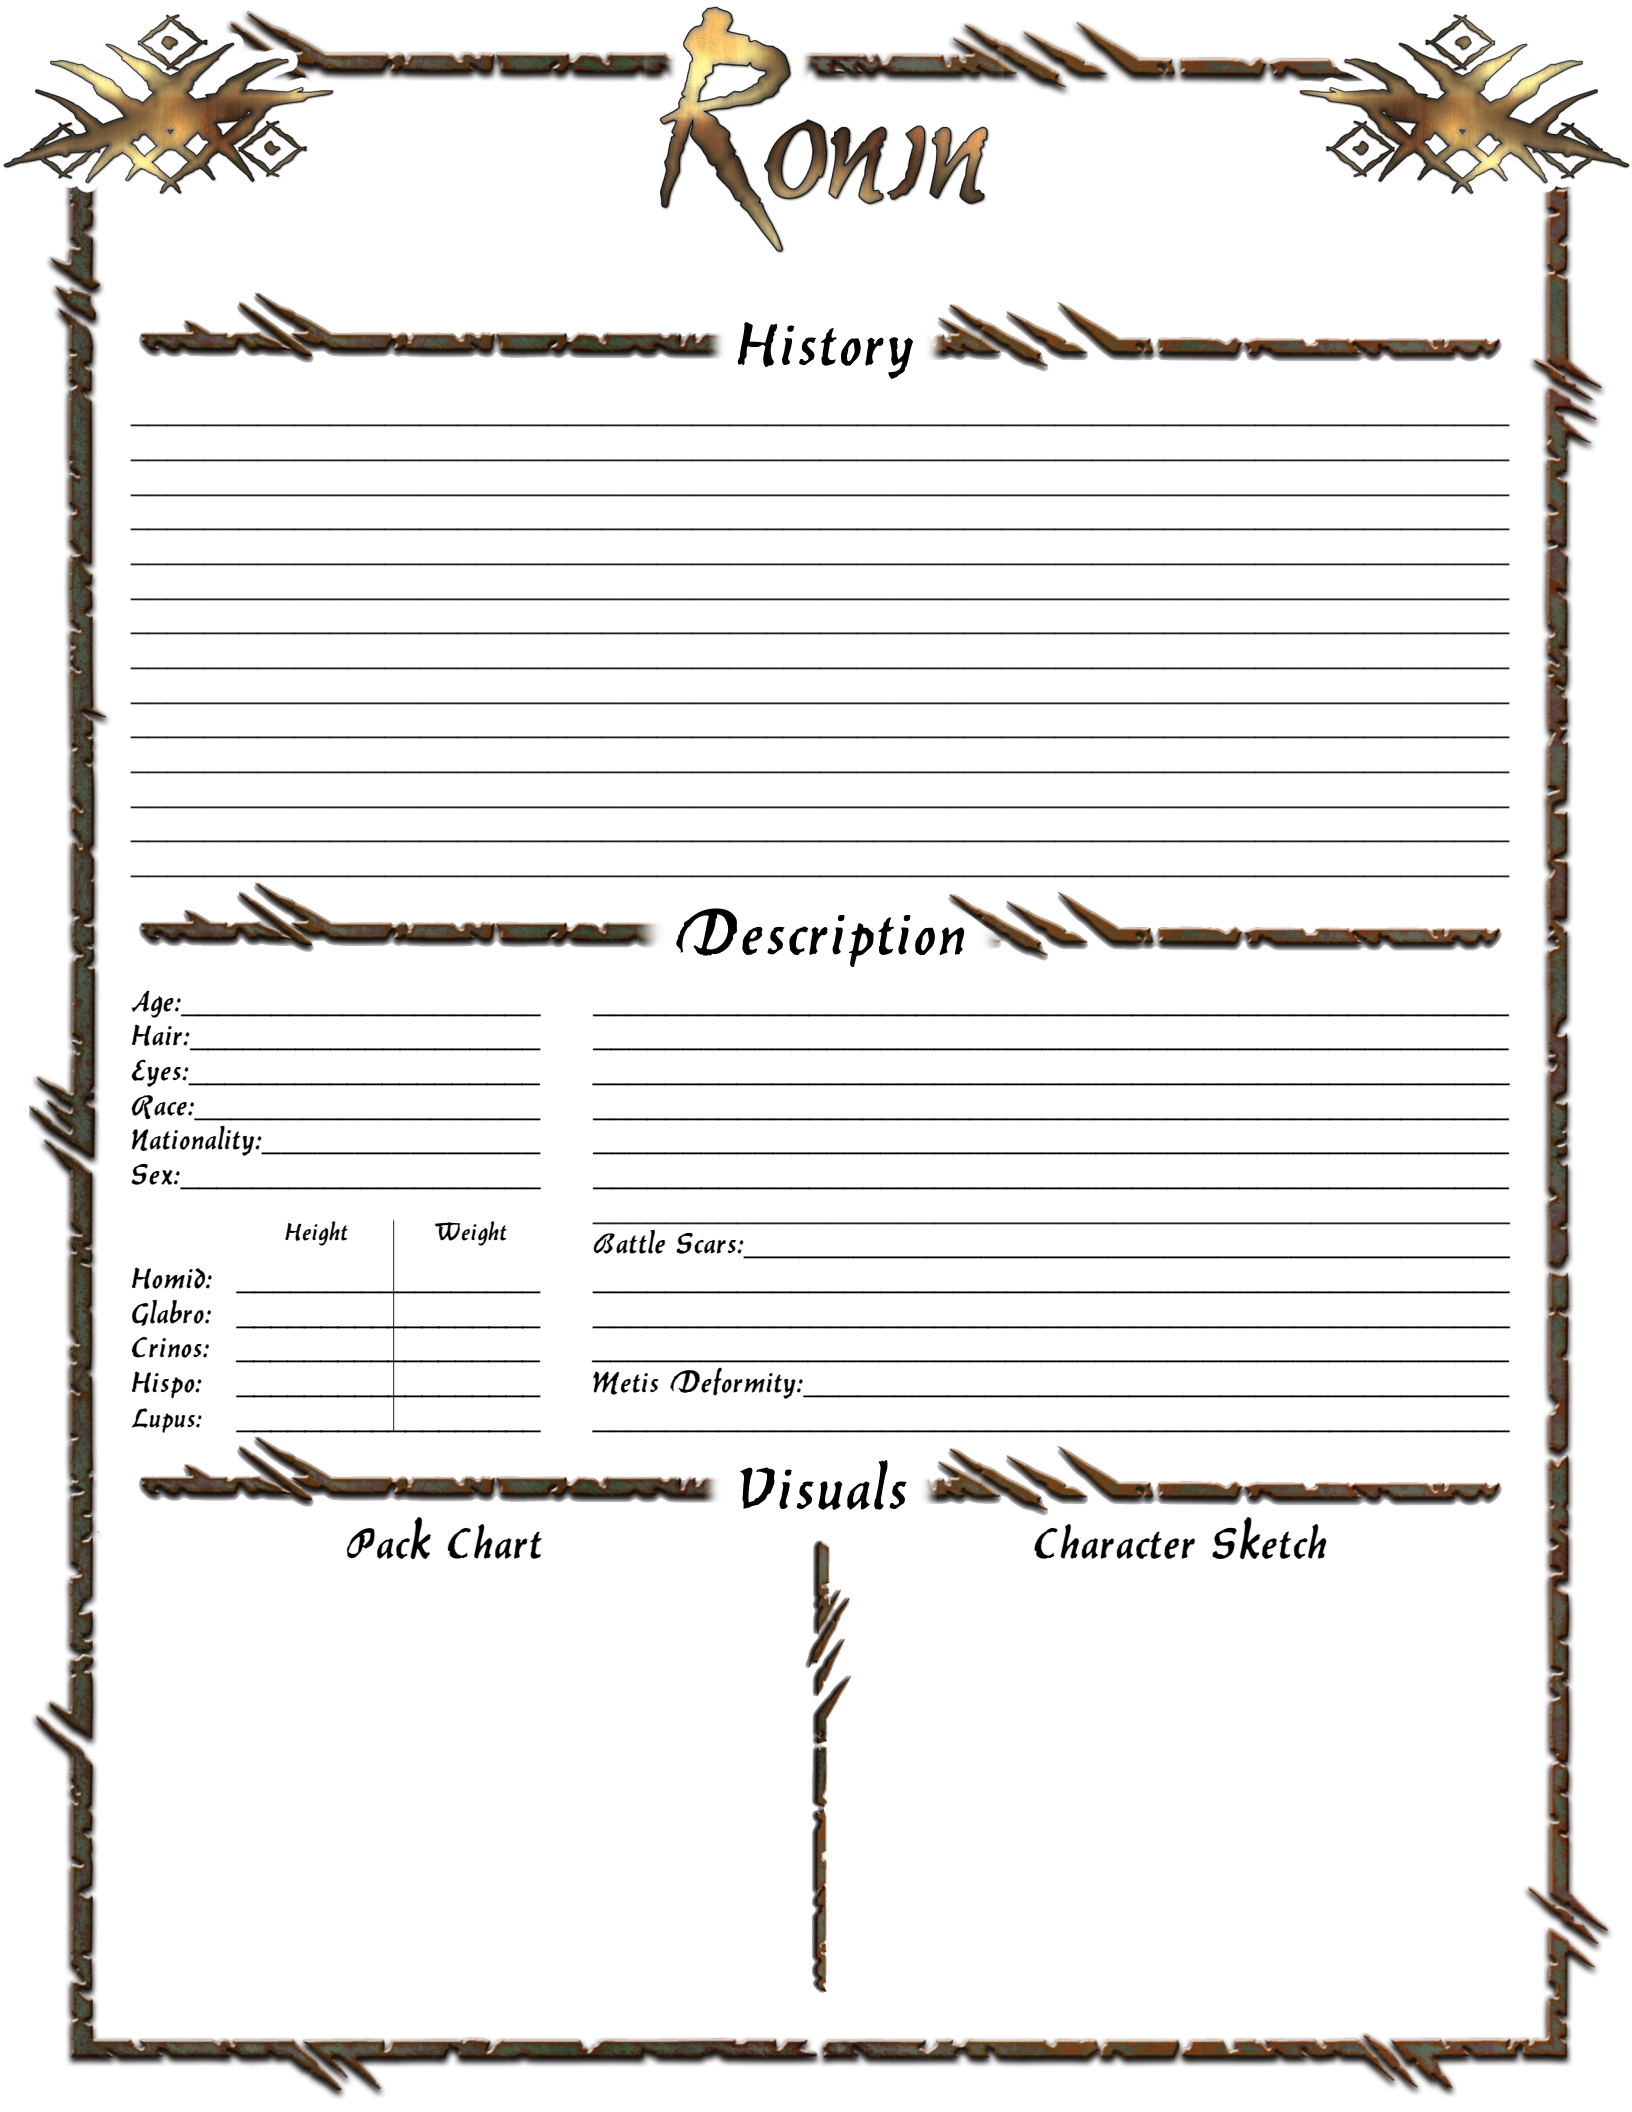 Ronin
History
Description
Age:
Hair:
Eyes:
Race:
Nationality:
Sex:
Height Weight
Homid:
Glabro:
Crinos:
Hispo:
Lupus:
Battle Scars:
Metis Deformity:
Visuals
Pack Chart
Character Sketch